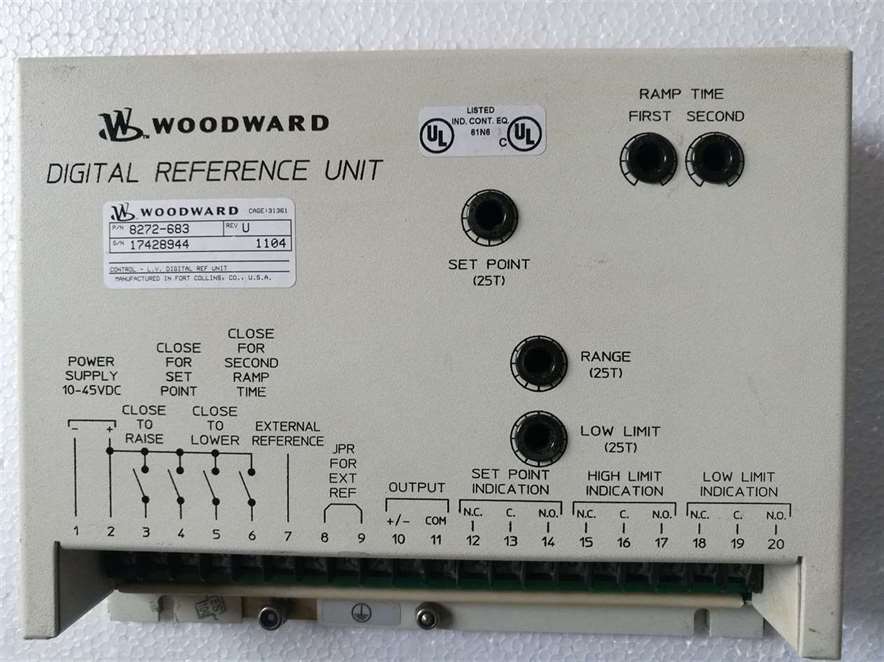 WOODWARD
DIGITAL REFERENCE UNIT
WOODWARD CAGE:31361
P/N 8272-683 REV U
S/N 17428944 1104
CONTROL - L.V. DIGITAL REF UNIT
MANUFACTURED IN FORT COLLINS, CO., U.S.A.
LISTED
IND. CONT. EQ.
UL 61N6 C UL
RAMP TIME
FIRST SECOND
SET POINT
(25T)
RANGE
(25T)
LOW LIMIT
(25T)
POWER
SUPPLY
10-45VDC
- +
CLOSE
TO
RAISE
CLOSE
FOR
SET
POINT
CLOSE
TO
LOWER
CLOSE
FOR
SECOND
RAMP
TIME
EXTERNAL
REFERENCE
JPR
FOR
EXT
REF
OUTPUT
+/- COM
SET POINT
INDICATION
N.C. C. N.O.
HIGH LIMIT
INDICATION
N.C. C. N.O.
LOW LIMIT
INDICATION
N.C. C. N.O.
1 2 3 4 5 6 7 8 9 10 11 12 13 14 15 16 17 18 19 20